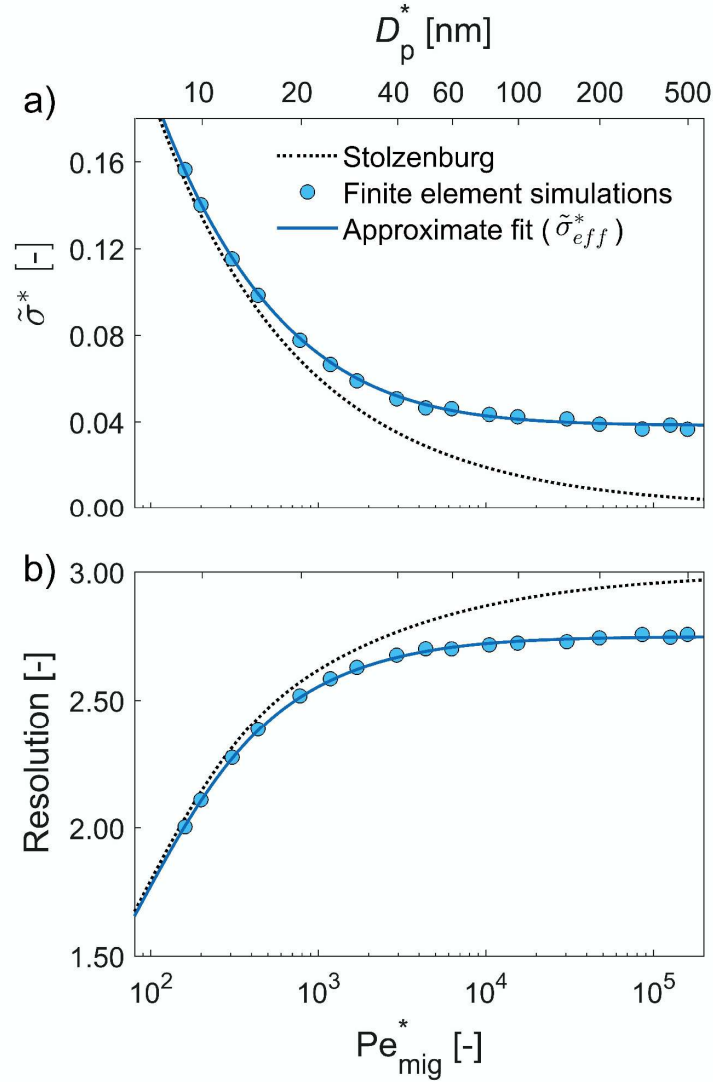 D*p [nm]
a)
10 20 40 60 100 200 500
0.16
0.12
0.08
0.04
0.00
σ̃* [-]
Stolzenburg
Finite element simulations
Approximate fit (σ̃*eff)
b)
3.00
2.50
2.00
1.50
Resolution [-]
10² 10³ 10⁴ 10⁵
Pe*mig [-]